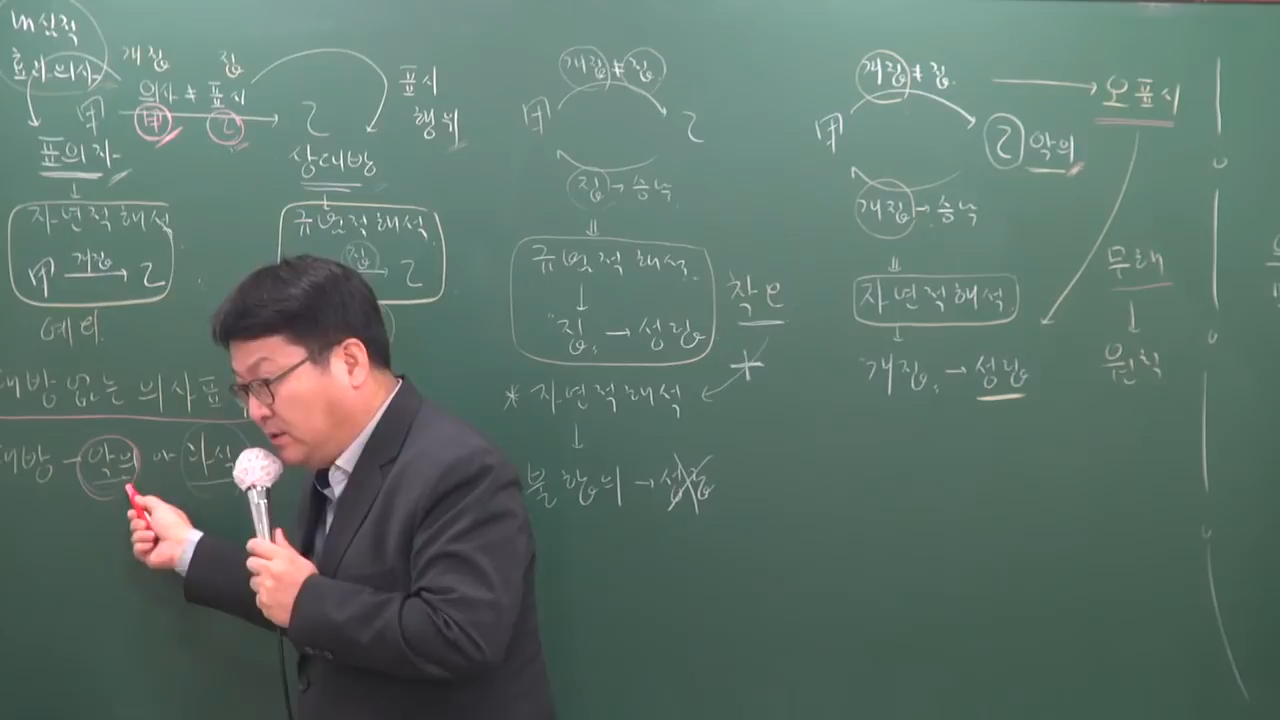 내심적
효과의사
개집 집
의사 ≠ 표시
甲 甲 乙 乙
표시
행위
표의자
↓
상대방
↓
자연적 해석
甲 개집→ 乙
규범적 해석
집→ 乙
예외
대방 없는 의사표
대방 - 악의
개집 ≠ 집
甲 乙
집 → 승낙
⇓
규범적 해석
↓
"집" → 성립
착오
*
* 자연적 해석
↓
불합의 → 성립
개집 ≠ 집
→ 오표시
甲 乙 악의
개집 → 승낙
⇓
자연적 해석
↓
"개집" → 성립
무해
↓
원칙